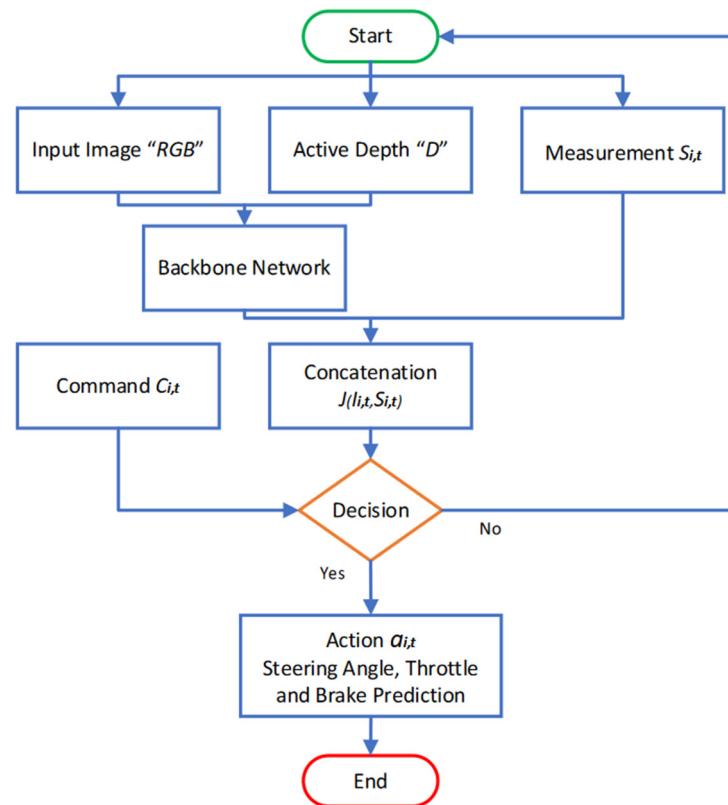 Start
Input Image “RGB”
Active Depth “D”
Measurement Si,t
Backbone Network
Command Ci,t
Concatenation
J(Ii,t,Si,t)
Decision
No
Yes
Action ai,t
Steering Angle, Throttle
and Brake Prediction
End